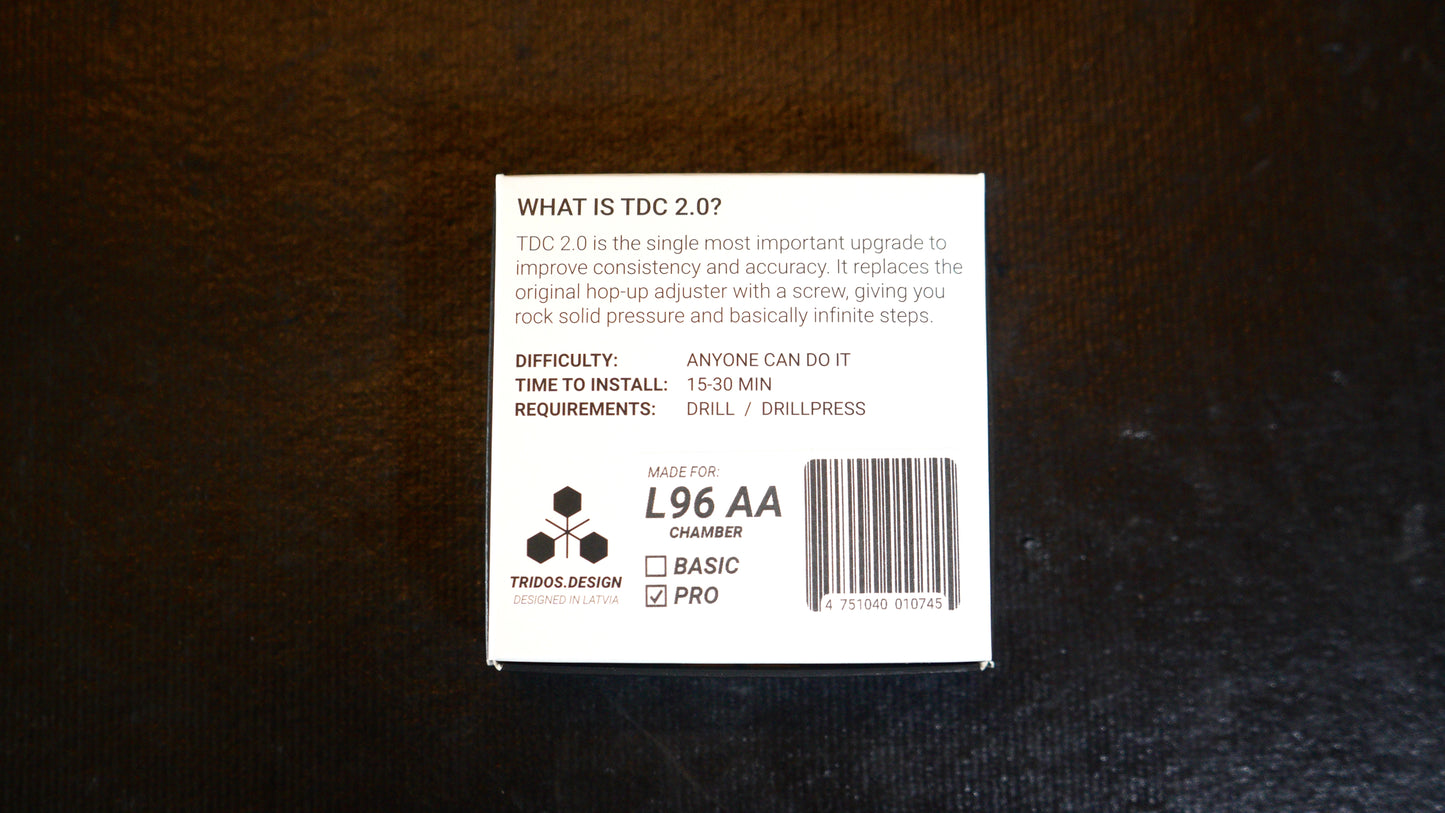 WHAT IS TDC 2.0?
TDC 2.0 is the single most important upgrade to
improve consistency and accuracy. It replaces the
original hop-up adjuster with a screw, giving you
rock solid pressure and basically infinite steps.
DIFFICULTY: ANYONE CAN DO IT
TIME TO INSTALL: 15-30 MIN
REQUIREMENTS: DRILL / DRILLPRESS
TRIDOS.DESIGN
DESIGNED IN LATVIA
MADE FOR:
L96 AA
CHAMBER
BASIC
PRO
4 751040 010745